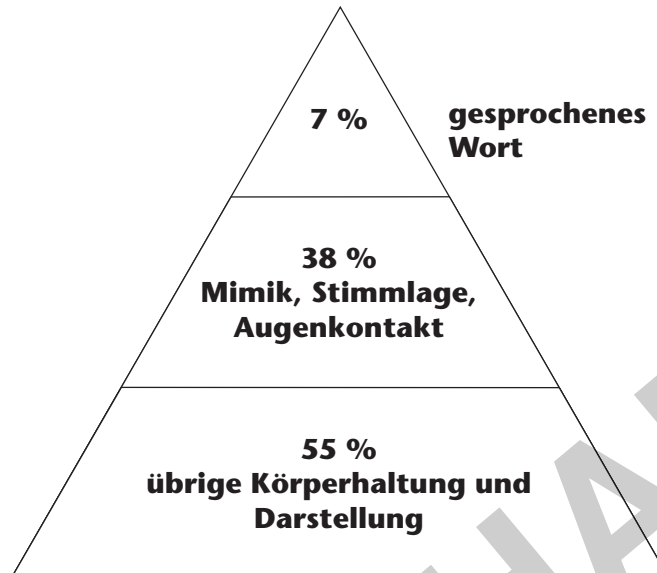 7 %
gesprochenes
Wort
38 %
Mimik, Stimmlage,
Augenkontakt
55 %
übrige Körperhaltung und
Darstellung